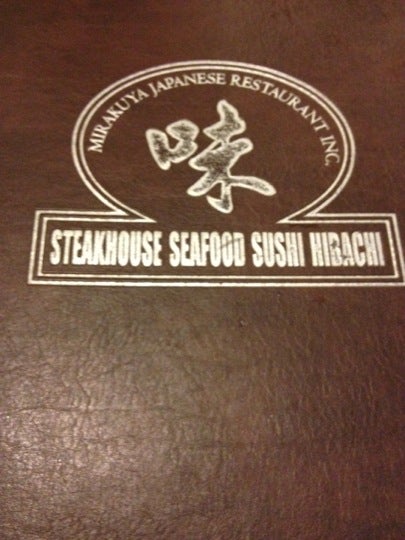 MIRAKUYA JAPANESE RESTAURANT INC.
味
STEAKHOUSE SEAFOOD SUSHI HIBACHI